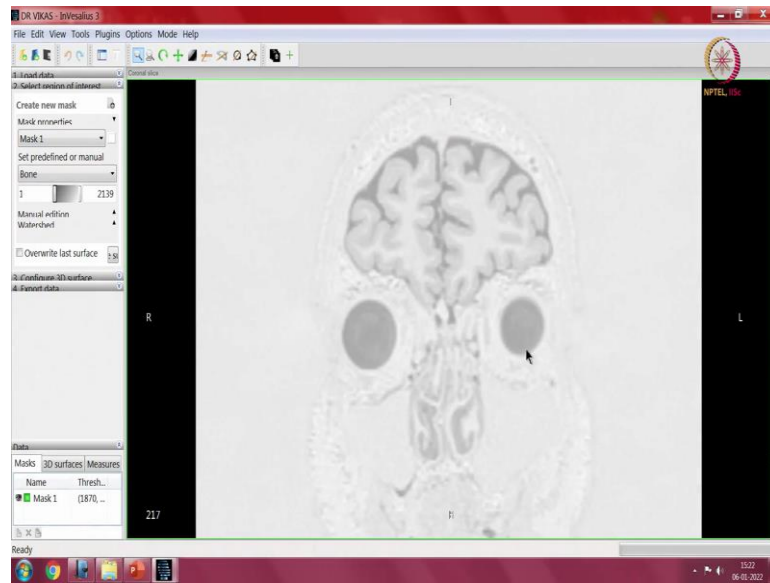 DR VIKAS - InVesalius 3
File Edit View Tools Plugins Options Mode Help
1. Load data
2. Select region of interest
Coronal slice
NPTEL, IISc
Create new mask
Mask properties
Mask 1
Set predefined or manual
Bone
1 2139
Manual edition
Watershed
Overwrite last surface
3. Configure 3D surface
4. Export data
R
L
Data
Masks 3D surfaces Measures
Name Thresh..
Mask 1 (1870, ..
217
Ready
15:22
06-01-2022